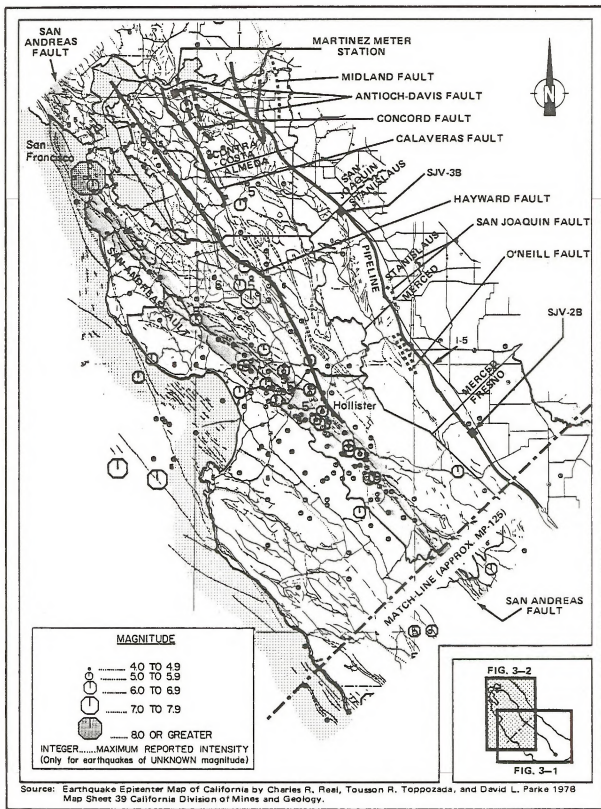 SAN
ANDREAS
FAULT
MARTINEZ METER
STATION
MIDLAND FAULT
ANTIOCH-DAVIS FAULT
CONCORD FAULT
CALAVERAS FAULT
San
Francisco
CONTRA
COSTA
ALMEDA
SAN
JOAQUIN
STANISLAUS
SJV-3B
HAYWARD FAULT
SAN JOAQUIN FAULT
STANISLAUS
MERCED
O'NEILL FAULT
PIPELINE
SAN ANDREAS FAULT
SJV-2B
I-5
MERCED
FRESNO
Hollister
MATCH-LINE (APPROX. MP-125)
SAN ANDREAS
FAULT
N
MAGNITUDE
4.0 TO 4.9
5.0 TO 5.9
6.0 TO 6.9
7.0 TO 7.9
8.0 OR GREATER
INTEGER......MAXIMUM REPORTED INTENSITY
(Only for earthquakes of UNKNOWN magnitude)
FIG. 3-2
FIG. 3-1
Source: Earthquake Epicenter Map of California by Charles R. Real, Tousson R. Toppozada, and David L. Parke 1978
Map Sheet 39 California Division of Mines and Geology.